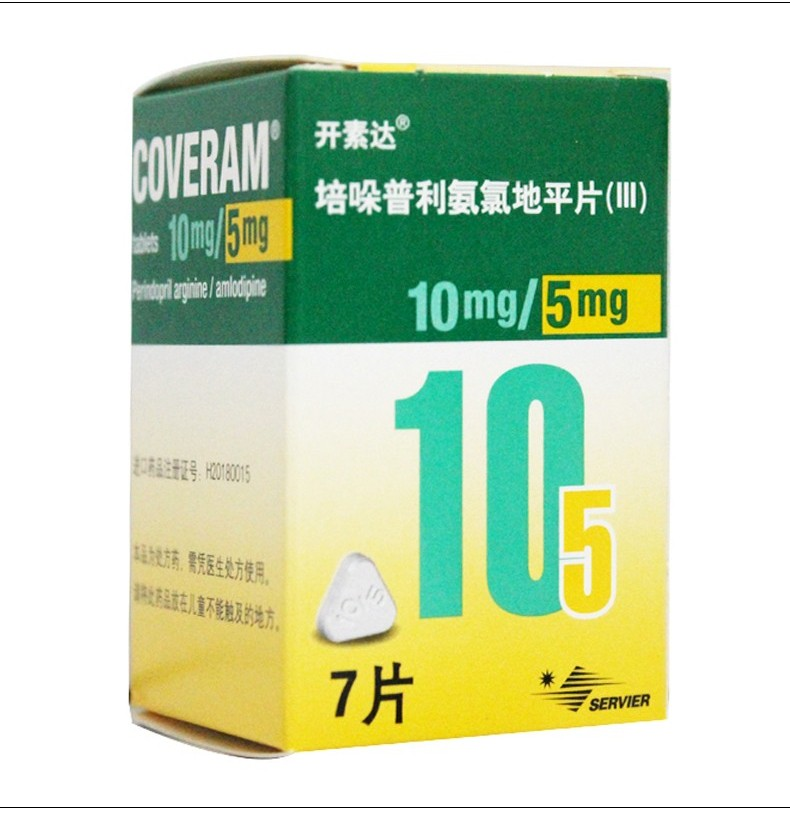 COVERAM®
tablets 10mg/5mg
Perindopril arginine / amlodipine
进口药品注册证号: H20180015
本品为处方药，需凭医生处方使用。
请将此药品放在儿童不能触及的地方。
开素达®
培哚普利氨氯地平片(III)
10mg/5mg
10
5
10/5
7片
SERVIER